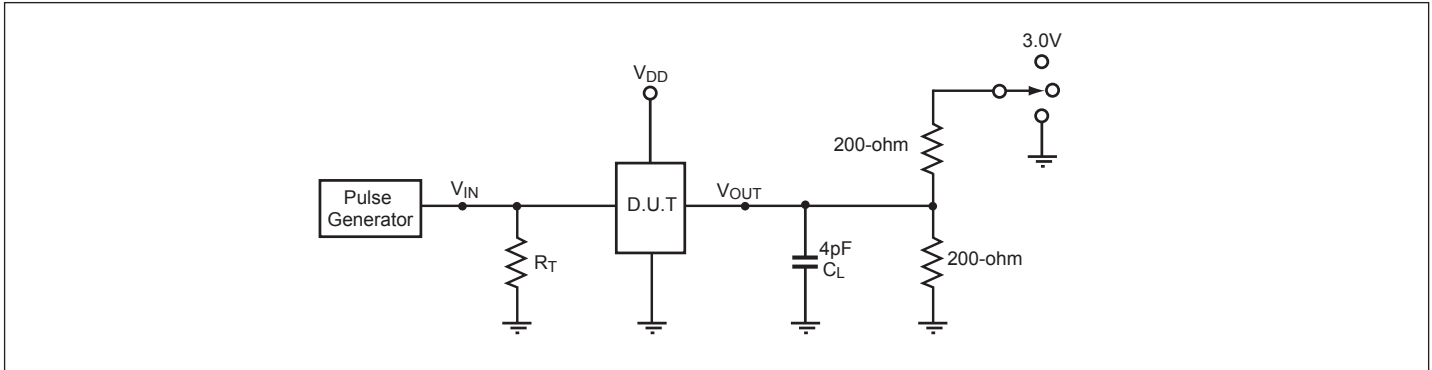 3.0V
VDD
200-ohm
Pulse
Generator
VIN
D.U.T
VOUT
RT
4pF
CL
200-ohm